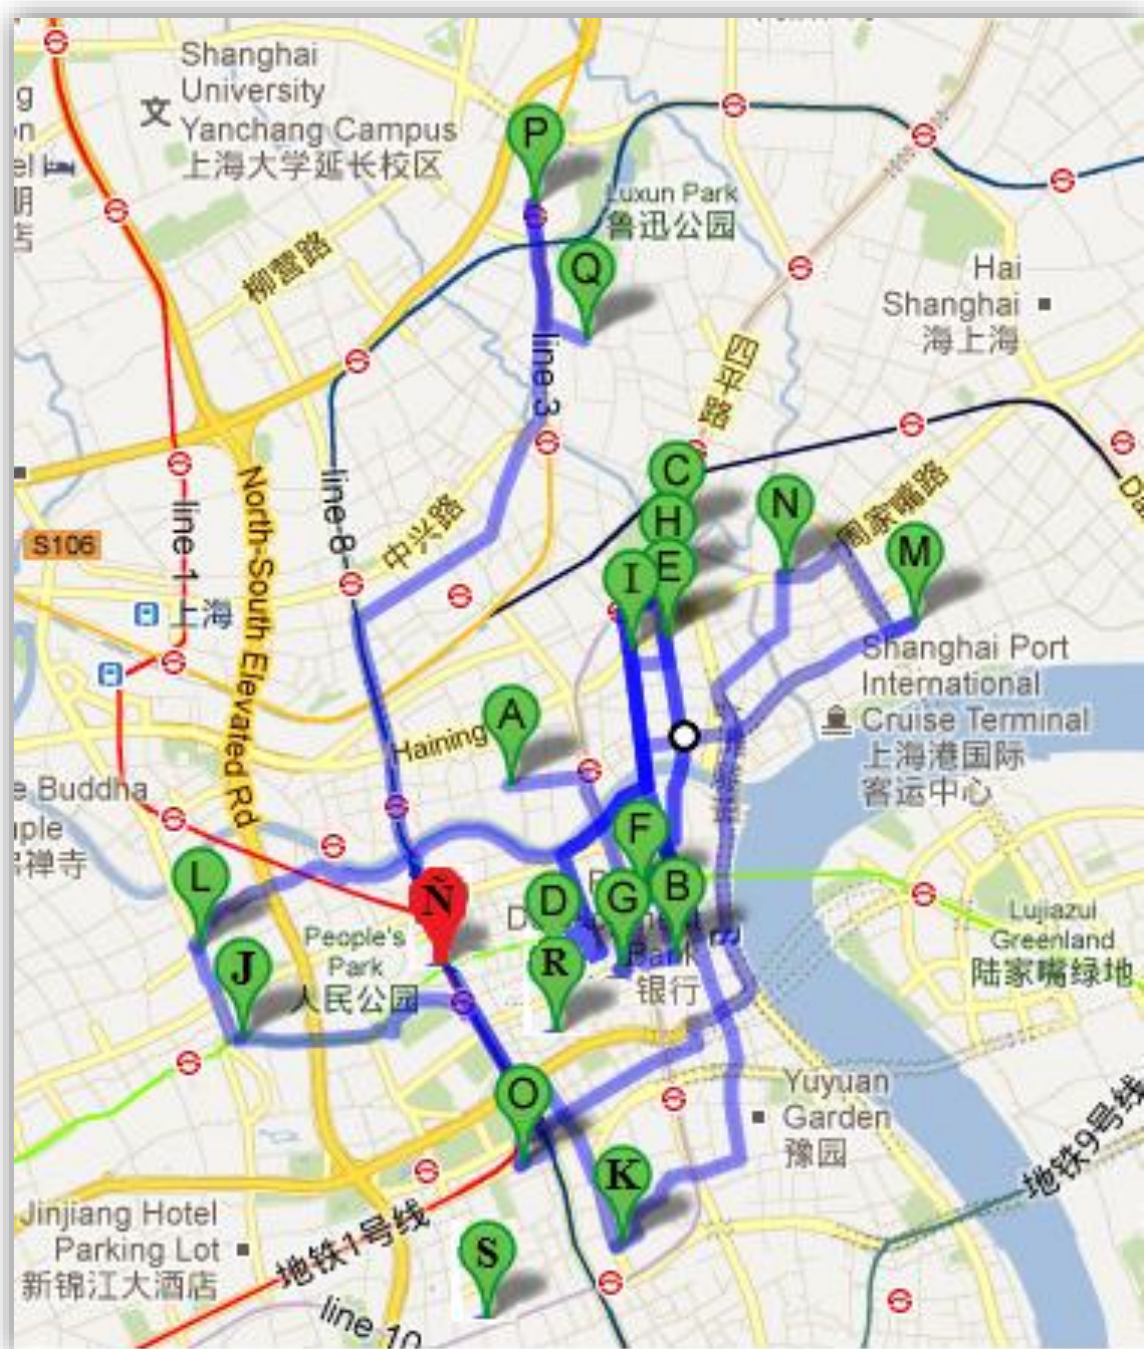 Shanghai
University
Yanchang Campus
上海大学延长校区
P
Luxun Park
鲁迅公园
Q
柳营路
Hai
Shanghai
海上海
line 3
四平路
line 8
line 1
North-South Elevated Rd
中兴路
周家嘴路
S106
上海
C
H
E
I
N
M
Shanghai Port
International
Cruise Terminal
上海港国际
客运中心
A
Haining
e Buddha
L
Ñ
F
D
G
B
J
R
People's
Park
人民公园
Bank
银行
Lujiazui
Greenland
陆家嘴绿地
O
K
Yuyuan
Garden
豫园
地铁9号线
Jinjiang Hotel
Parking Lot
新锦江大酒店
地铁1号线
S
line 10